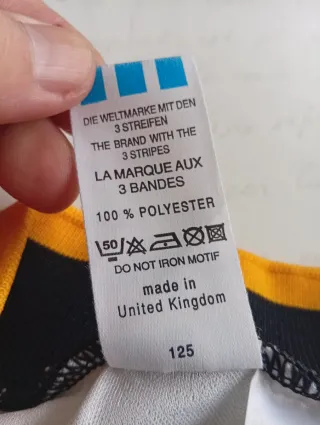 DIE WELTMARKE MIT DEN
3 STREIFEN
THE BRAND WITH THE
3 STRIPES
LA MARQUE AUX
3 BANDES
100 % POLYESTER
50
DO NOT IRON MOTIF
made in
United Kingdom
125